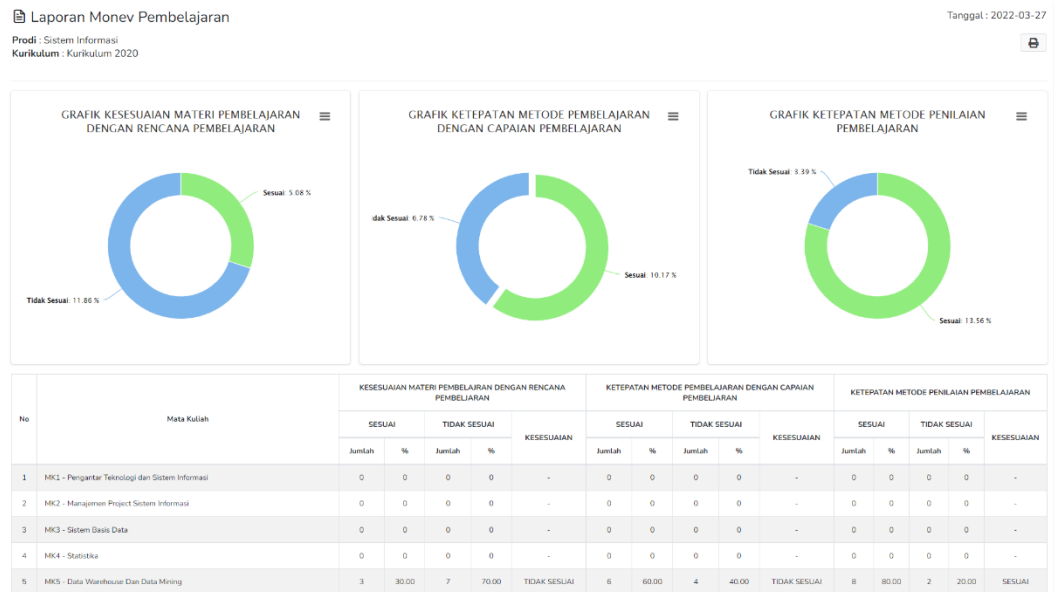 Laporan Monev Pembelajaran
Tanggal : 2022-03-27
Prodi : Sistem Informasi
Kurikulum : Kurikulum 2020
GRAFIK KESESUAIAN MATERI PEMBELAJARAN
DENGAN RENCANA PEMBELAJARAN
Sesuai: 5.08 %
Tidak Sesuai: 11.86 %
GRAFIK KETEPATAN METODE PEMBELAJARAN
DENGAN CAPAIAN PEMBELAJARAN
idak Sesuai: 6.78 %
Sesuai: 10.17 %
GRAFIK KETEPATAN METODE PENILAIAN
PEMBELAJARAN
Tidak Sesuai: 3.39 %
Sesuai: 13.56 %
No
Mata Kuliah
KESESUAIAN MATERI PEMBELAJRAN DENGAN RENCANA
PEMBELJARAN
KETEPATAN METODE PEMBELAJARAN DENGAN CAPAIAN
PEMBELJARAN
KETEPATAN METODE PENILAIAN PEMBELAJARAN
SESUAI TIDAK SESUAI KESESUAIAN SESUAI TIDAK SESUAI KESESUAIAN SESUAI TIDAK SESUAI KESESUAIAN
Jumlah % Jumlah % Jumlah % Jumlah % Jumlah % Jumlah %
1 MK1 - Pengantar Teknologi dan Sistem Informasi 0 0 0 0 - 0 0 0 0 - 0 0 0 0 -
2 MK2 - Manajemen Project Sistem Informasi 0 0 0 0 - 0 0 0 0 - 0 0 0 0 -
3 MK3 - Sistem Basis Data 0 0 0 0 - 0 0 0 0 - 0 0 0 0 -
4 MK4 - Statistika 0 0 0 0 - 0 0 0 0 - 0 0 0 0 -
5 MK5 - Data Warehouse Dan Data Mining 3 30.00 7 70.00 TIDAK SESUAI 6 60.00 4 40.00 TIDAK SESUAI 8 80.00 2 20.00 SESUAI